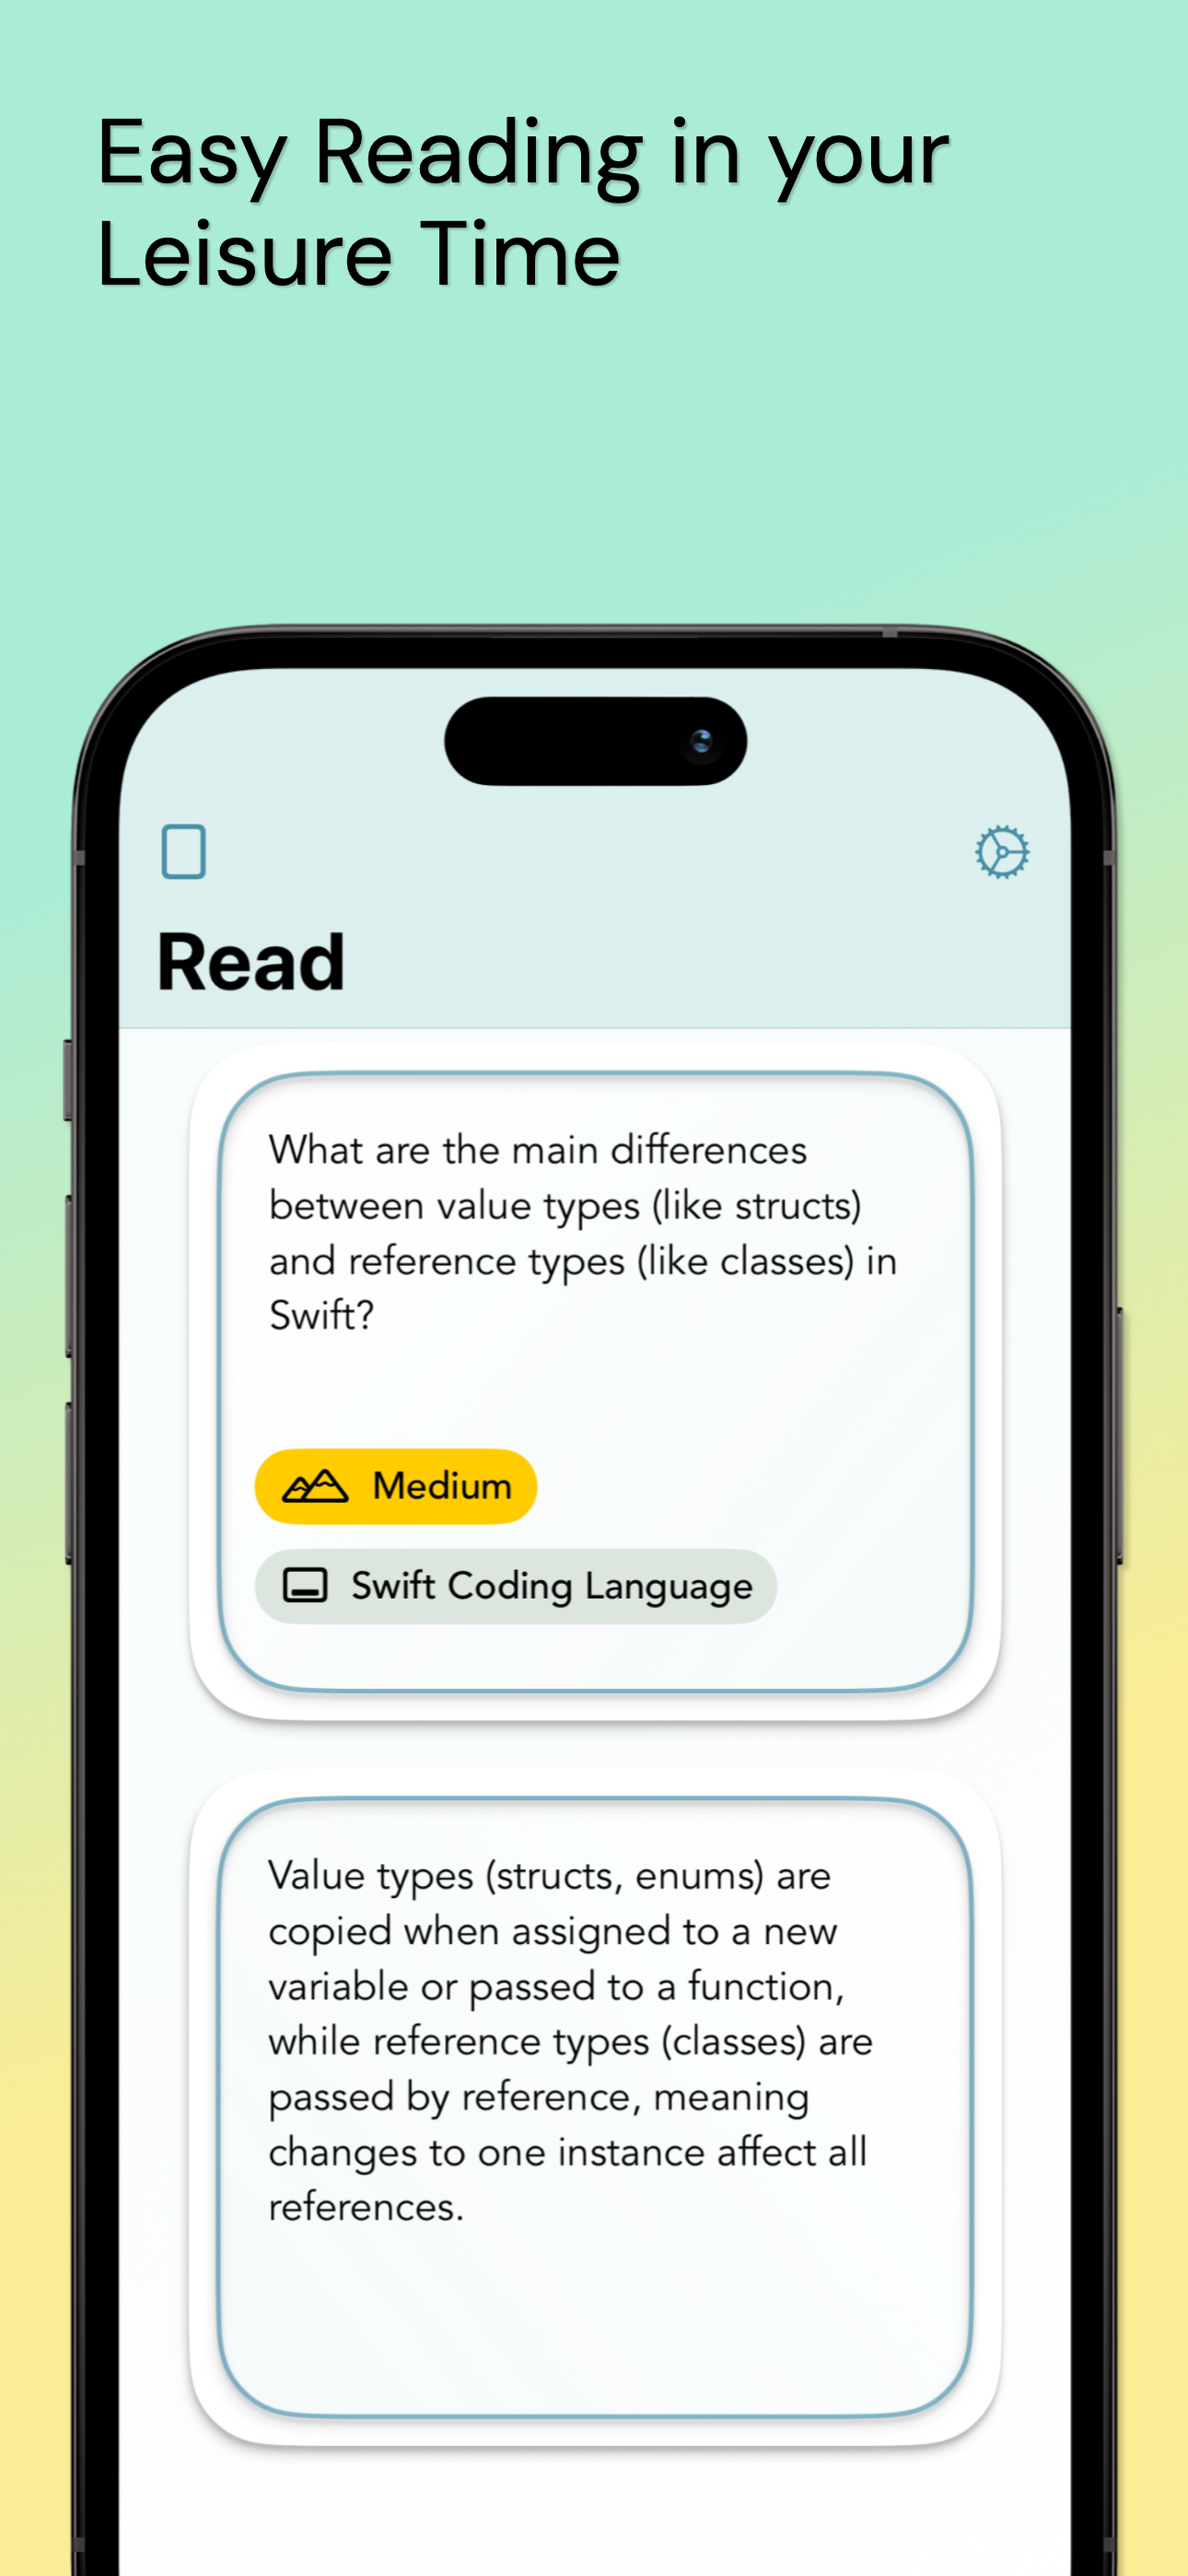 Easy Reading in your
Leisure Time
Read
What are the main differences
between value types (like structs)
and reference types (like classes) in
Swift?
Medium
Swift Coding Language
Value types (structs, enums) are
copied when assigned to a new
variable or passed to a function,
while reference types (classes) are
passed by reference, meaning
changes to one instance affect all
references.